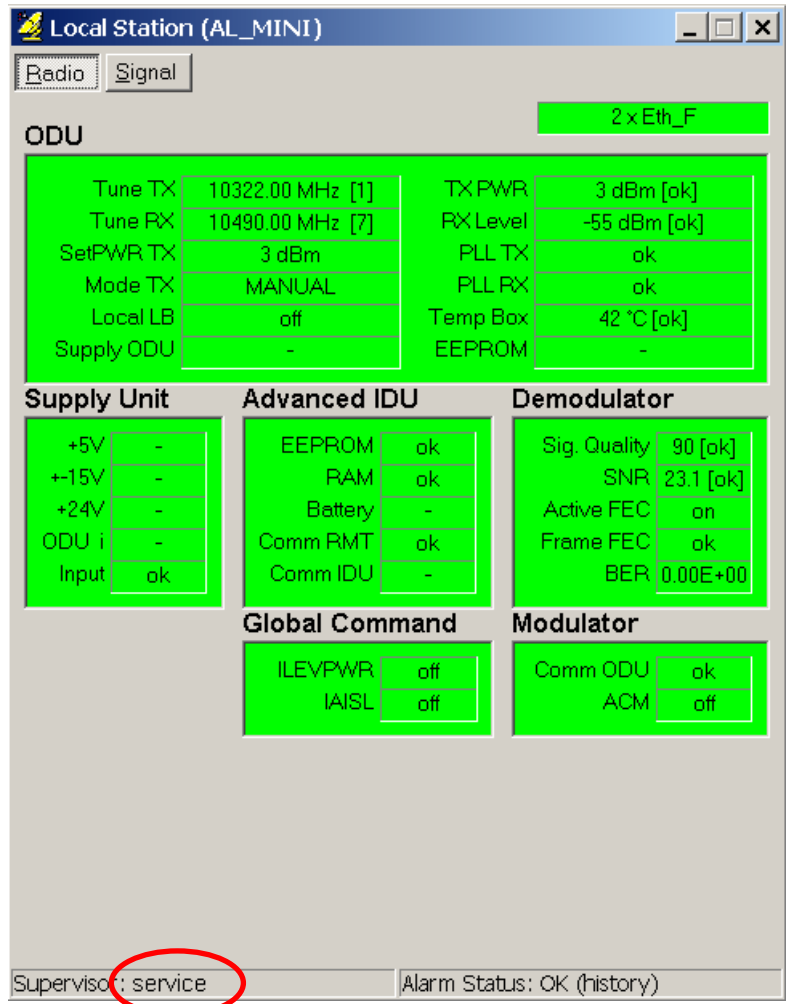 Local Station (AL_MINI)
Radio Signal
2 x Eth_F
ODU
Tune TX 10322.00 MHz [1] TX PWR 3 dBm [ok]
Tune RX 10490.00 MHz [7] RX Level -55 dBm [ok]
SetPWR TX 3 dBm PLL TX ok
Mode TX MANUAL PLL RX ok
Local LB off Temp Box 42 °C [ok]
Supply ODU - EEPROM -
Supply Unit Advanced IDU Demodulator
+5V - EEPROM ok Sig. Quality 90 [ok]
+-15V - RAM ok SNR 23.1 [ok]
+24V - Battery - Active FEC on
ODU i - Comm RMT ok Frame FEC ok
Input ok Comm IDU - BER 0.00E+00
Global Command Modulator
ILEVPWR off Comm ODU ok
IAISL off ACM off
Supervisor: service Alarm Status: OK (history)